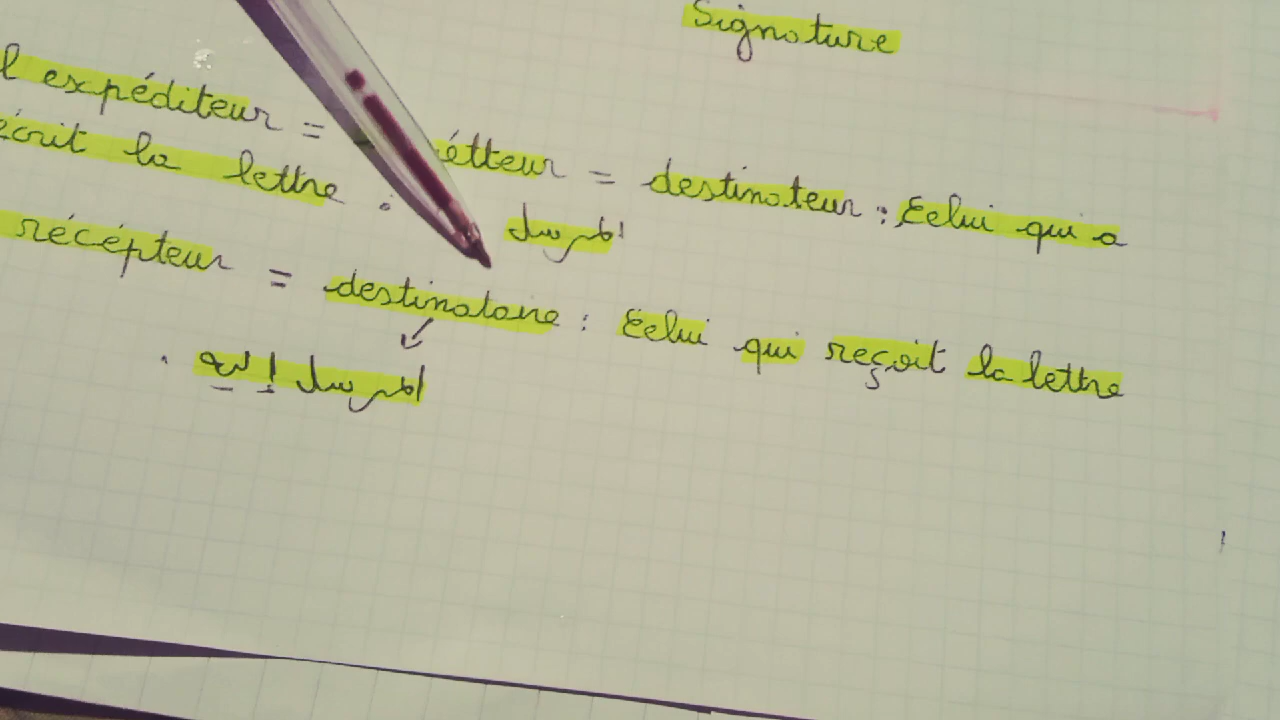 Signature
l expéditeur = étteur = destinateur : Celui qui a
écrit la lettre : المرسل
récépteur = destinataire : Celui qui reçoit la lettre
المرسل إليه .